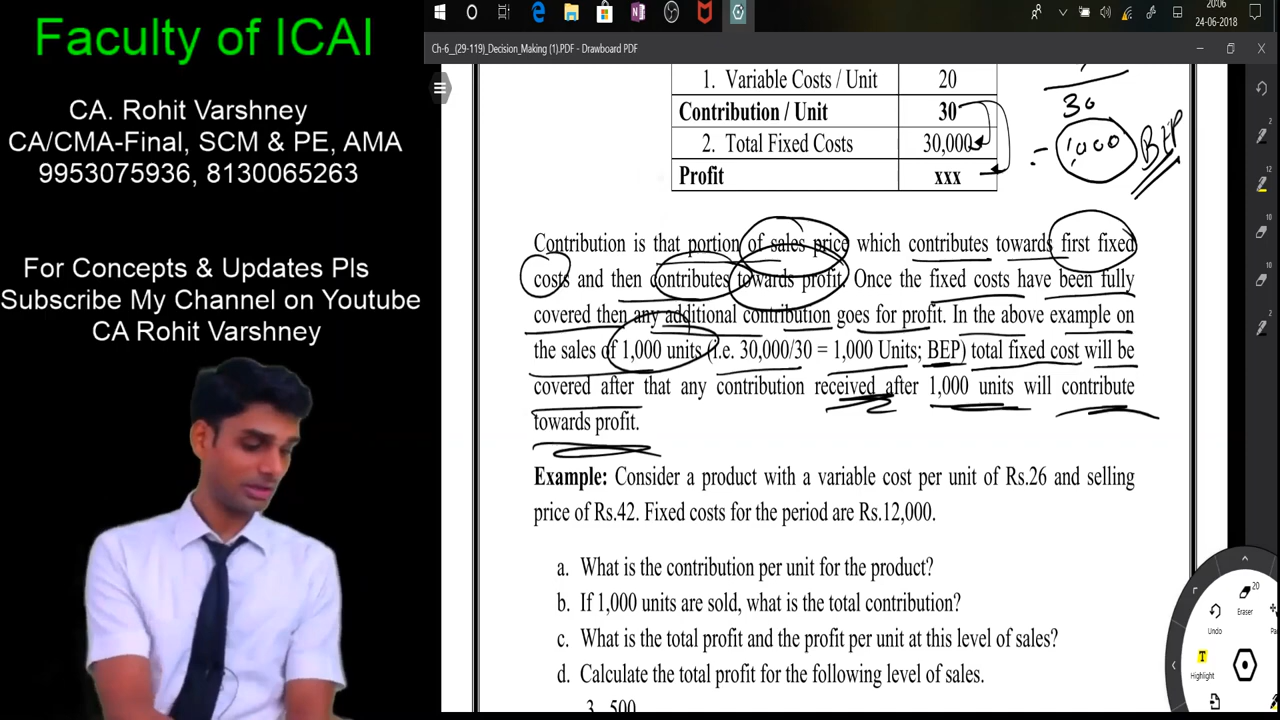 Faculty of ICAI
CA. Rohit Varshney
CA/CMA-Final, SCM & PE, AMA
9953075936, 8130065263
For Concepts & Updates Pls
Subscribe My Channel on Youtube
CA Rohit Varshney
20:06
24-06-2018
Ch-6_(29-119)_Decision_Making (1).PDF - Drawboard PDF
1. Variable Costs / Unit 20
Contribution / Unit 30
2. Total Fixed Costs 30,000
Profit xxx
30
= 1,000 BEP
Contribution is that portion of sales price which contributes towards first fixed
costs and then contributes towards profit. Once the fixed costs have been fully
covered then any additional contribution goes for profit. In the above example on
the sales of 1,000 units (i.e. 30,000/30 = 1,000 Units; BEP) total fixed cost will be
covered after that any contribution received after 1,000 units will contribute
towards profit.
Example: Consider a product with a variable cost per unit of Rs.26 and selling
price of Rs.42. Fixed costs for the period are Rs.12,000.
a. What is the contribution per unit for the product?
b. If 1,000 units are sold, what is the total contribution?
c. What is the total profit and the profit per unit at this level of sales?
d. Calculate the total profit for the following level of sales.
3. 500
20
Eraser
Undo
Highlight